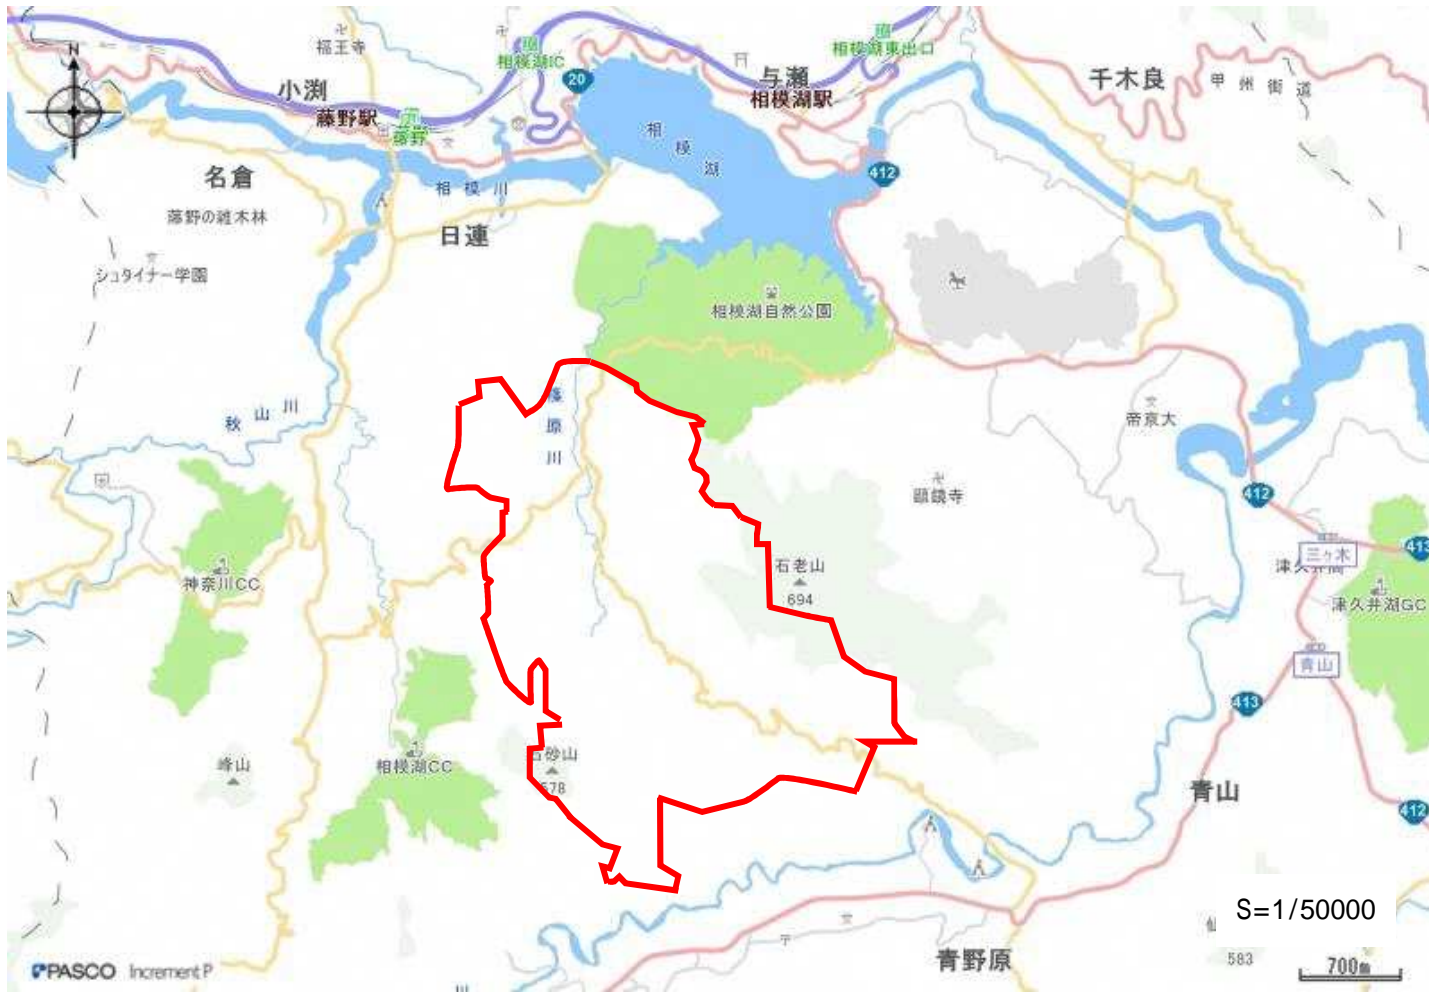 福王寺
相模湖IC
相模湖東出口
N
20
与瀬
相模湖駅
千木良
甲州街道
小渕
藤野駅
藤野
相模湖
412
名倉
相模川
藤野の雑木林
日連
シュタイナー学園
相模湖自然公園
篠原川
秋山川
帝京大
顕鏡寺
412
三ヶ木
413
石老山
694
神奈川CC
津久井湖GC
青山
413
峰山
相模湖CC
石砂山
578
青山
412
S=1/50000
青野原
583
700m
PASCO Increment P